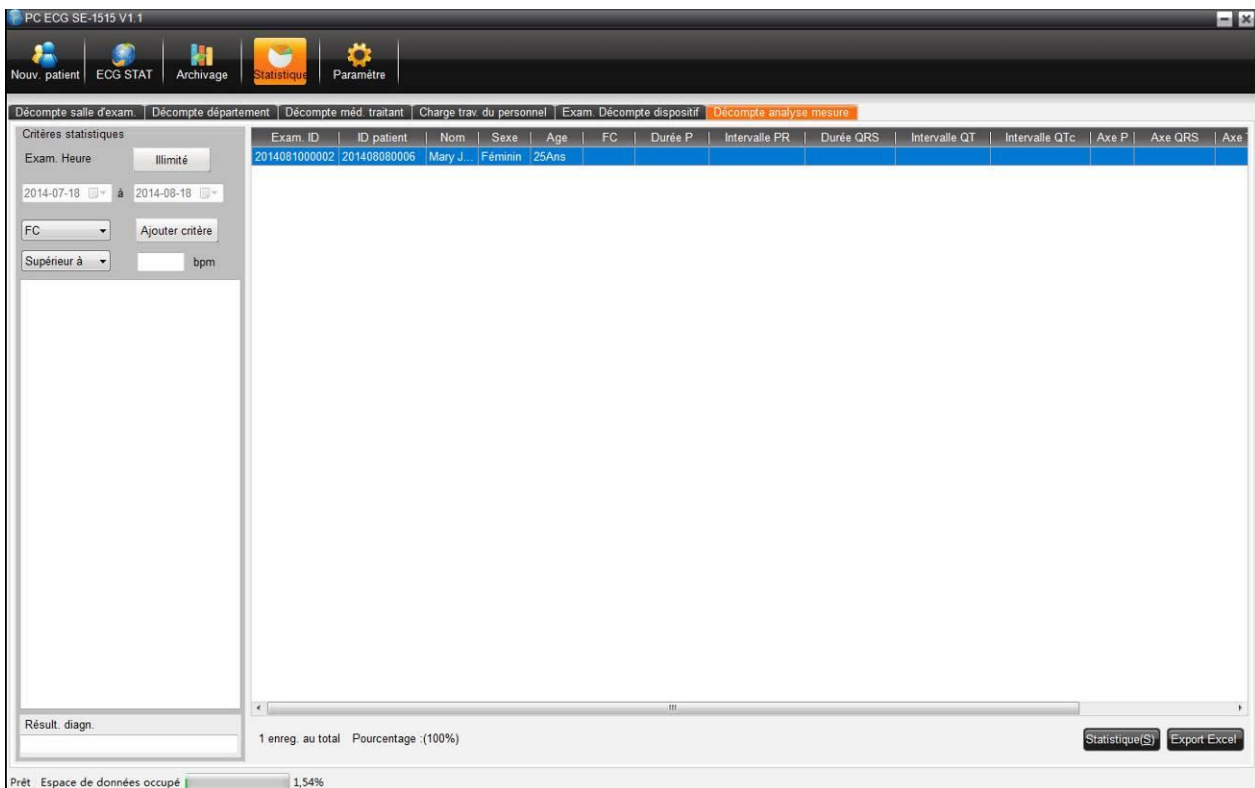 PC ECG SE-1515 V1.1
Nouv. patient ECG STAT Archivage Statistique Paramètre
Décompte salle d'exam. Décompte département Décompte méd. traitant Charge trav. du personnel Exam. Décompte dispositif Décompte analyse mesure
Critères statistiques
Exam. Heure Illimité
2014-07-18 à 2014-08-18
FC Ajouter critère
Supérieur à bpm
Exam. ID ID patient Nom Sexe Age FC Durée P Intervalle PR Durée QRS Intervalle QT Intervalle QTc Axe P Axe QRS Axe
2014081000002 201408080006 Mary J... Féminin 25Ans
Résult. diagn.
1 enreg. au total Pourcentage :(100%)
Statistique(S) Export Excel
Prêt Espace de données occupé 1,54%